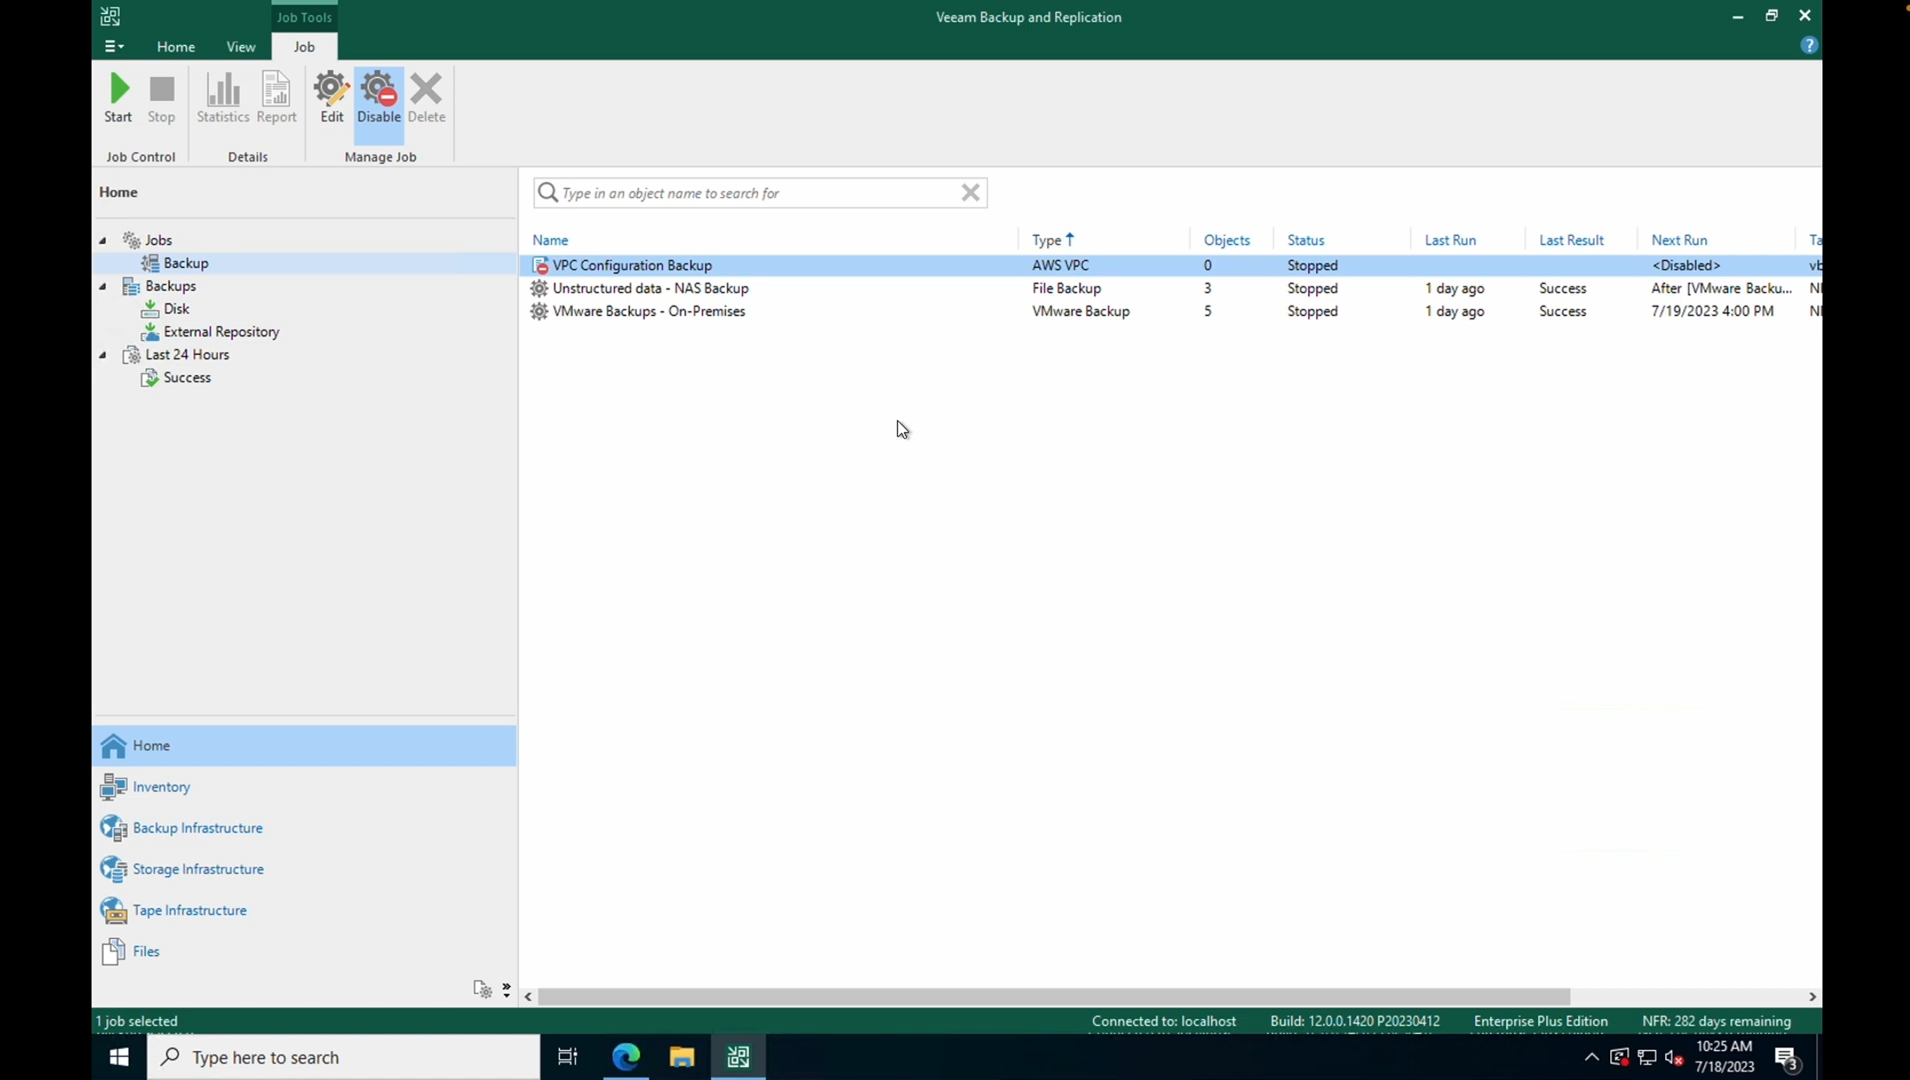 Job Tools
Veeam Backup and Replication
Home View Job
Start Stop Statistics Report Edit Disable Delete
Job Control Details Manage Job
Home
Type in an object name to search for
Jobs
Backup
Backups
Disk
External Repository
Last 24 Hours
Success
Name Type Objects Status Last Run Last Result Next Run Ta
VPC Configuration Backup AWS VPC 0 Stopped <Disabled> vb
Unstructured data - NAS Backup File Backup 3 Stopped 1 day ago Success After [VMware Backu...
VMware Backups - On-Premises VMware Backup 5 Stopped 1 day ago Success 7/19/2023 4:00 PM
Home
Inventory
Backup Infrastructure
Storage Infrastructure
Tape Infrastructure
Files
1 job selected Connected to: localhost Build: 12.0.0.1420 P20230412 Enterprise Plus Edition NFR: 282 days remaining
Type here to search
10:25 AM
7/18/2023
3